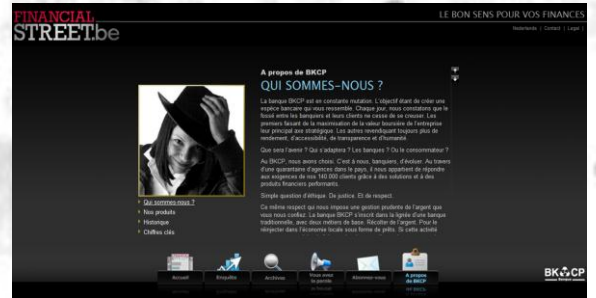 FINANCIAL
STREET.be
LE BON SENS POUR VOS FINANCES
Nederlands | Contact | Legal |
A propos de BKCP
QUI SOMMES-NOUS ?
La banque BKCP est en constante mutation. L'objectif étant de créer une
espèce bancaire qui vous ressemble. Chaque jour, nous constatons que le
fossé entre les banquiers et leurs clients ne cesse de se creuser. Les
premiers faisant de la maximisation de la valeur boursière de l'entreprise
leur principal axe stratégique. Les autres revendiquant toujours plus de
rendement, d'accessibilité, de transparence et d'humanité.
Que sera l'avenir ? Qui s'adaptera ? Les banques ? Ou le consommateur ?
Au BKCP, nous avons choisi. C'est à nous, banquiers, d'évoluer. Au travers
d'une quarantaine d'agences dans le pays, il nous appartient de répondre
aux exigences de nos 140.000 clients grâce à des solutions et à des
produits financiers performants.
Simple question d'éthique. De justice. Et de respect.
Ce même respect qui nous impose une gestion prudente de l'argent que
vous nous confiez. La banque BKCP s'inscrit dans la lignée d'une banque
traditionnelle, avec deux métiers de base. Récolter de l'argent. Pour le
réinjecter dans l'économie locale sous forme de prêts. Si cette activité
Qui sommes-nous ?
Nos produits
Historique
Chiffres clés
Accueil
Enquête
Archives
Vous avez
la parole
Abonnez-vous
A propos
de BKCP
BKCP
Banque